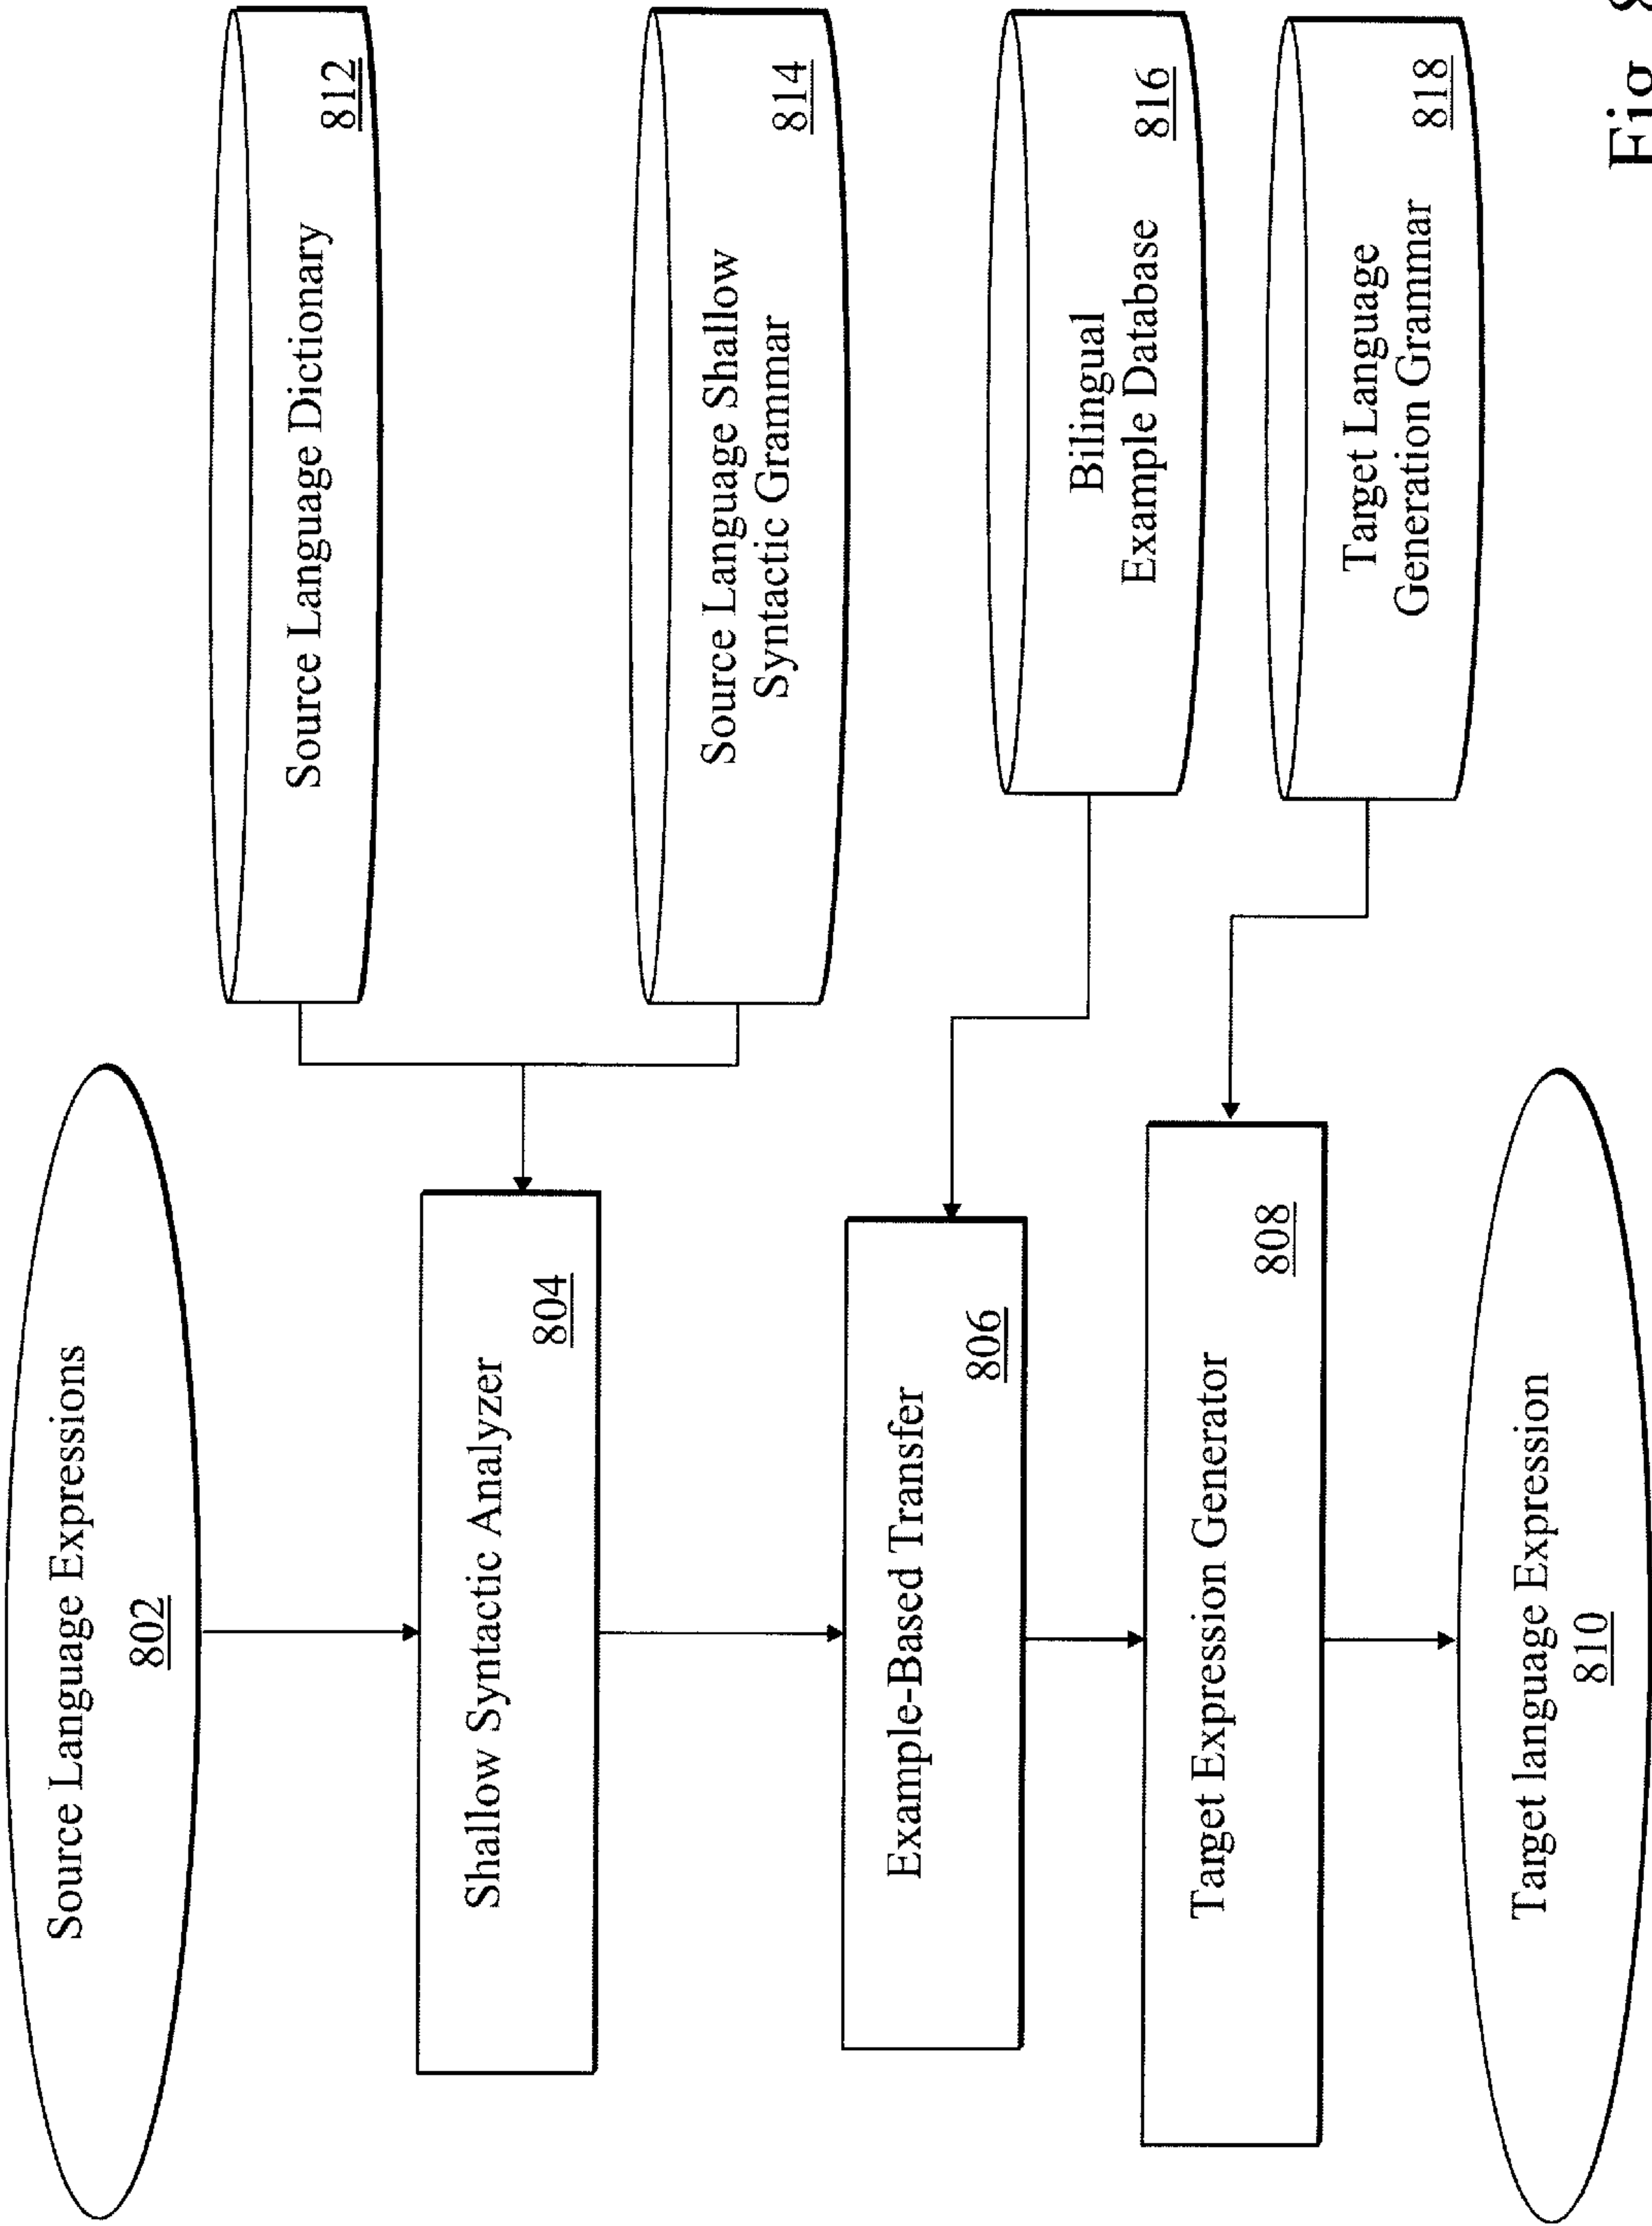 Source Language Expressions
802
Shallow Syntactic Analyzer
804
Example-Based Transfer
806
Target Expression Generator
808
Target language Expression
810
Source Language Dictionary
812
Source Language Shallow
Syntactic Grammar
814
Bilingual
Example Database
816
Target Language
Generation Grammar
818
Fig. 8